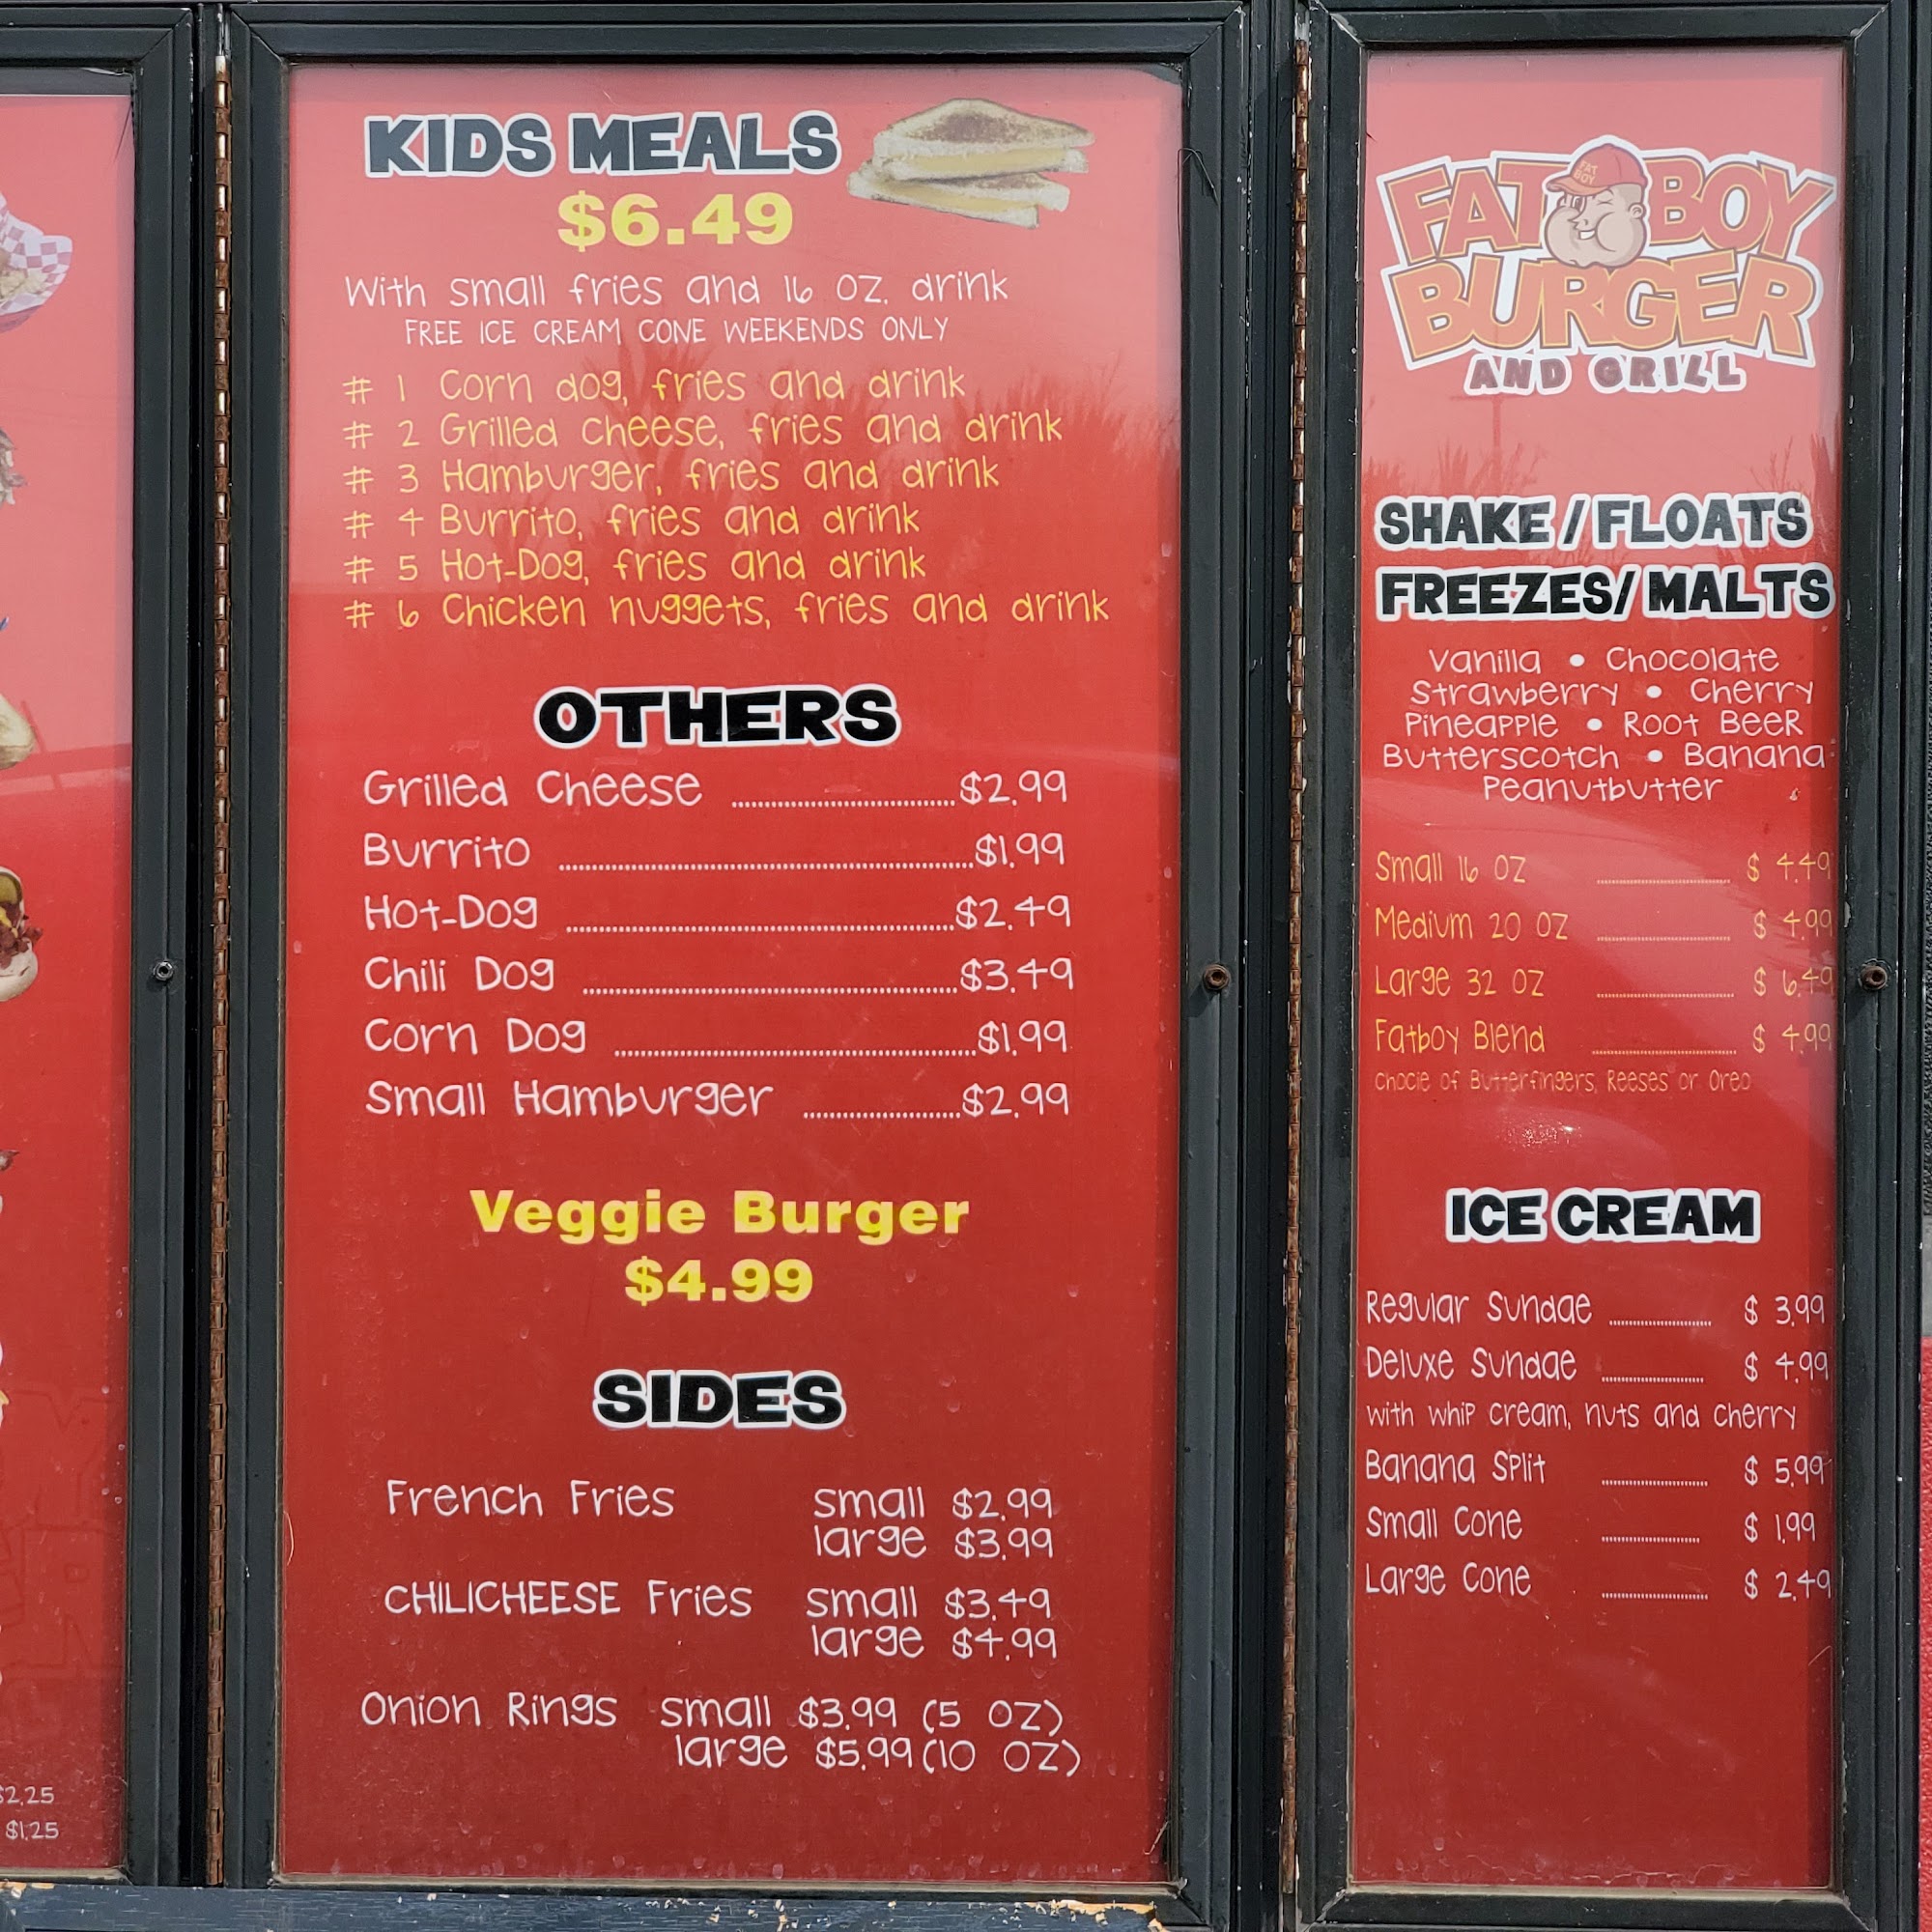 $2.25
$1.25
KIDS MEALS
$6.49
With small fries and 16 OZ. drink
FREE ICE CREAM CONE WEEKENDS ONLY
# 1 Corn dog, fries and drink
# 2 Grilled cheese, fries and drink
# 3 Hamburger, fries and drink
# 4 Burrito, fries and drink
# 5 Hot-Dog, fries and drink
# 6 Chicken nuggets, fries and drink
OTHERS
Grilled Cheese ........ $2.99
Burrito ........ $1.99
Hot-Dog ........ $2.49
Chili Dog ........ $3.49
Corn Dog ........ $1.99
Small Hamburger ........ $2.99
Veggie Burger
$4.99
SIDES
French Fries small $2.99
large $3.99
CHILICHEESE Fries small $3.49
large $4.99
Onion Rings small $3.99 (5 OZ)
large $5.99 (10 OZ)
FAT BOY
FAT BOY
BURGER
AND GRILL
SHAKE / FLOATS
FREEZES/ MALTS
Vanilla • Chocolate
Strawberry • Cherry
Pineapple • Root Beer
Butterscotch • Banana
Peanutbutter
Small 16 OZ ........ $ 4.49
Medium 20 OZ ........ $ 4.99
Large 32 OZ ........ $ 6.49
Fatboy Blend ........ $ 4.99
chocie of Butterfingers, Reeses or Oreo
ICE CREAM
Regular Sundae ........ $ 3.99
Deluxe Sundae ........ $ 4.99
with whip cream, nuts and cherry
Banana Split ........ $ 5.99
Small Cone ........ $ 1.99
Large Cone ........ $ 2.49